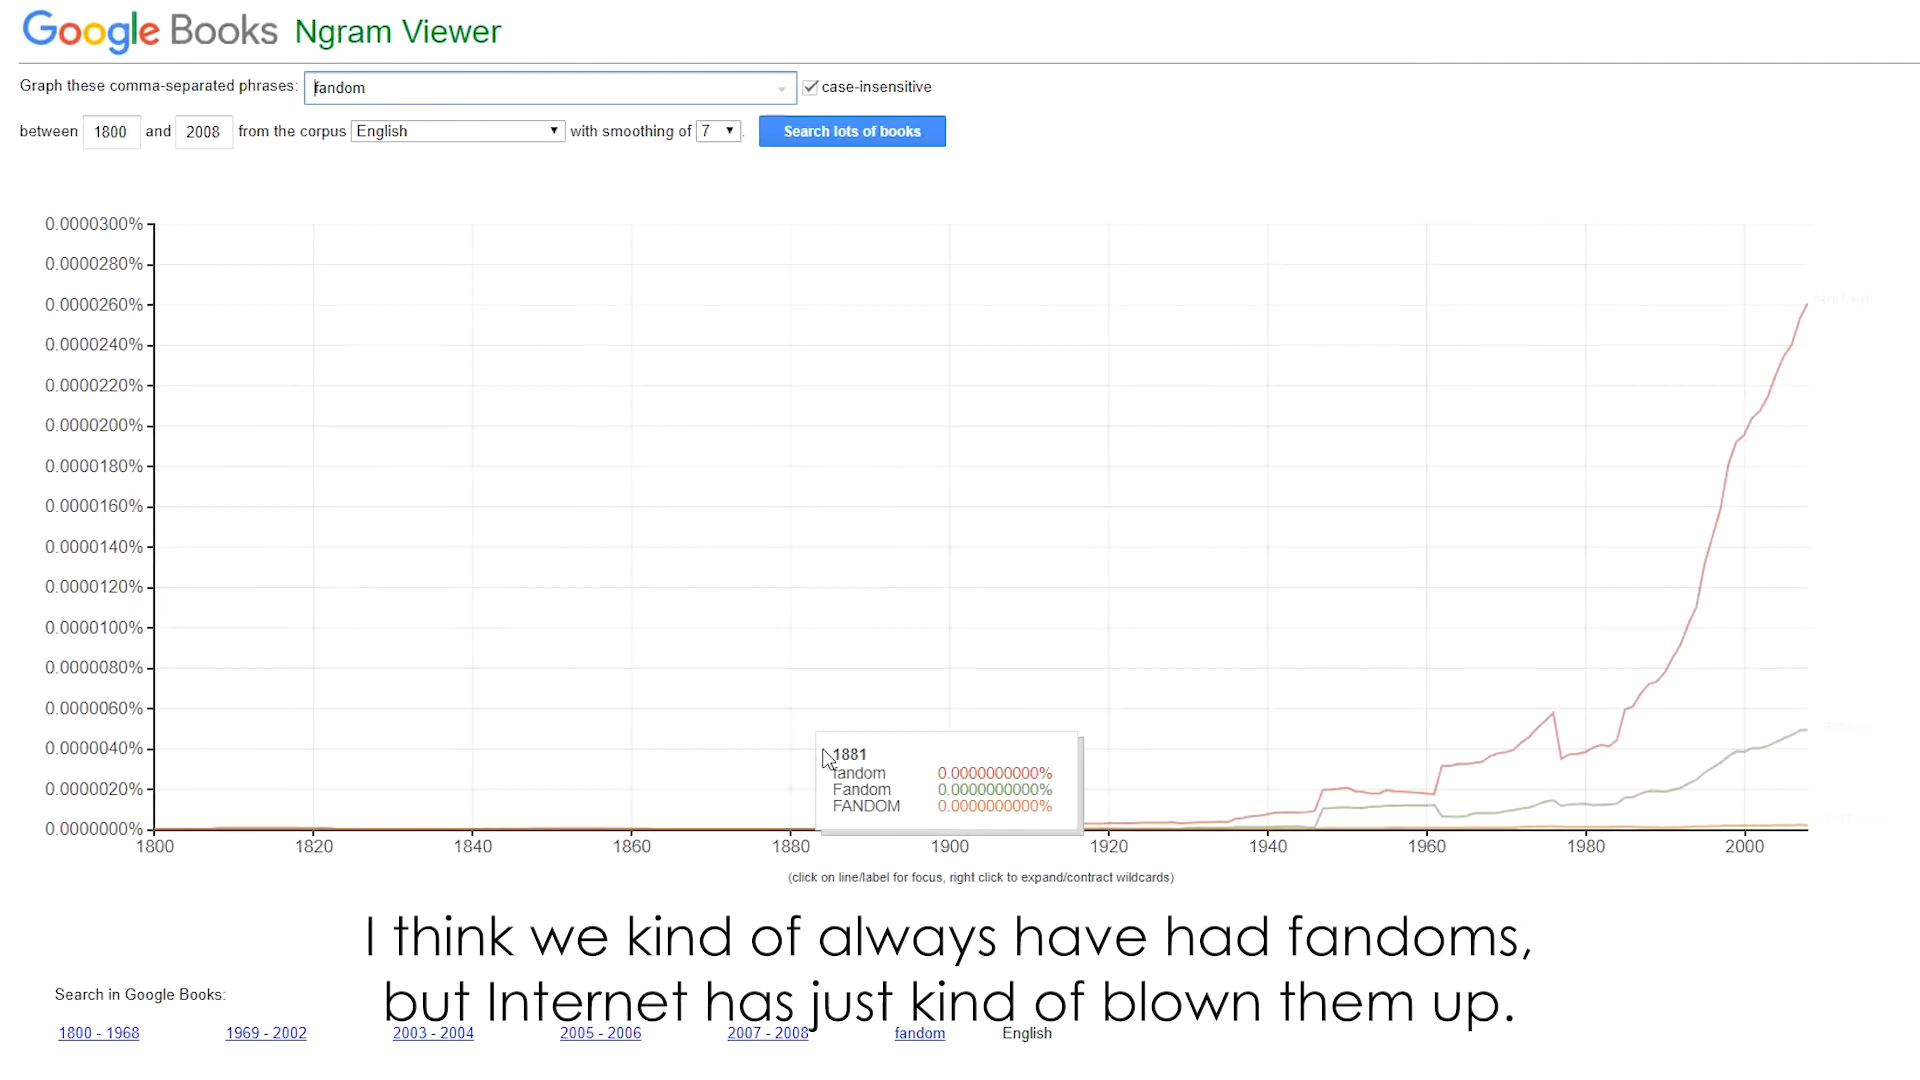 Google Books Ngram Viewer
Graph these comma-separated phrases: fandom case-insensitive
between 1800 and 2008 from the corpus English with smoothing of 7 . Search lots of books
0.0000300%
0.0000280%
0.0000260%
0.0000240%
0.0000220%
0.0000200%
0.0000180%
0.0000160%
0.0000140%
0.0000120%
0.0000100%
0.0000080%
0.0000060%
0.0000040%
0.0000020%
0.0000000%
1881
fandom 0.0000000000%
Fandom 0.0000000000%
FANDOM 0.0000000000%
1800 1820 1840 1860 1880 1900 1920 1940 1960 1980 2000
(click on line/label for focus, right click to expand/contract wildcards)
I think we kind of always have had fandoms,
but Internet has just kind of blown them up.
Search in Google Books:
1800 - 1968 1969 - 2002 2003 - 2004 2005 - 2006 2007 - 2008 fandom English